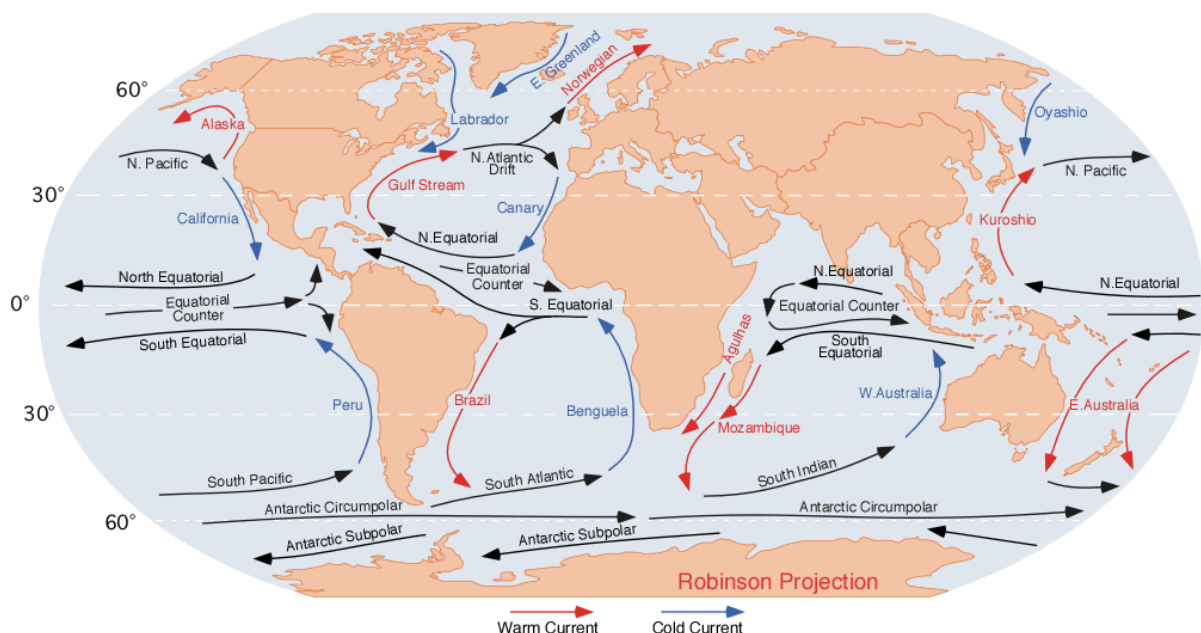 E. Greenland
Norwegian
60°
Alaska
Labrador
Oyashio
N. Pacific
N.Atlantic
Drift
N. Pacific
30°
Gulf Stream
California
Canary
Kuroshio
N.Equatorial
North Equatorial
Equatorial
Counter
N.Equatorial
N.Equatorial
0°
Equatorial
Counter
S. Equatorial
Equatorial Counter
South Equatorial
Agulhas
South
Equatorial
Peru
Brazil
Benguela
W.Australia
E.Australia
30°
Mozambique
South Pacific
South Atlantic
South Indian
Antarctic Circumpolar
Antarctic Circumpolar
60°
Antarctic Subpolar
Antarctic Subpolar
Robinson Projection
Warm Current
Cold Current